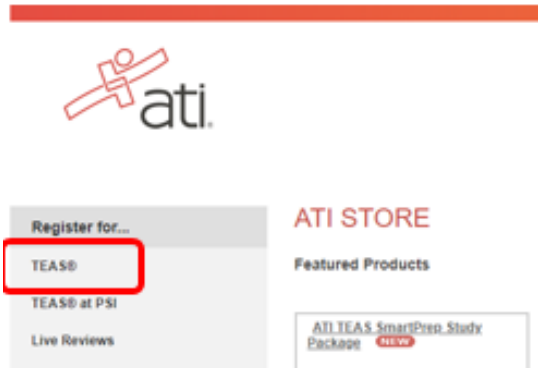 ati.
Register for...
TEAS®
TEAS® at PSI
Live Reviews
ATI STORE
Featured Products
ATI TEAS SmartPrep Study
Package NEW